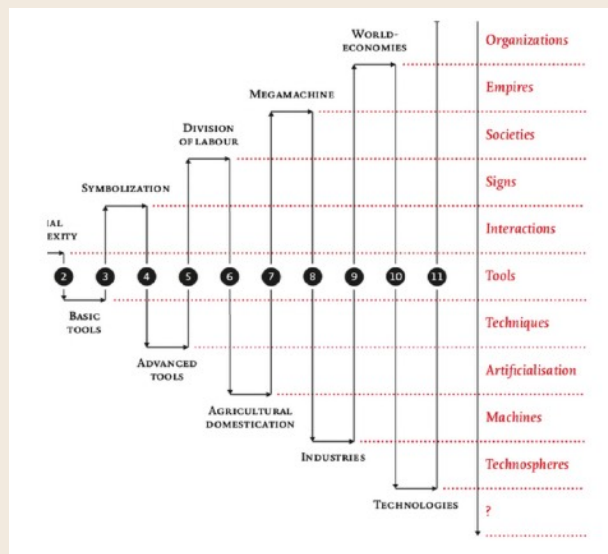 WORLD-
ECONOMIES
Organizations
MEGAMACHINE
Empires
DIVISION
OF LABOUR
Societies
SYMBOLIZATION
Signs
IAL
EXITY
Interactions
2 3 4 5 6 7 8 9 10 11
Tools
BASIC
TOOLS
Techniques
ADVANCED
TOOLS
Artificialisation
AGRICULTURAL
DOMESTICATION
Machines
INDUSTRIES
Technospheres
TECHNOLOGIES
?